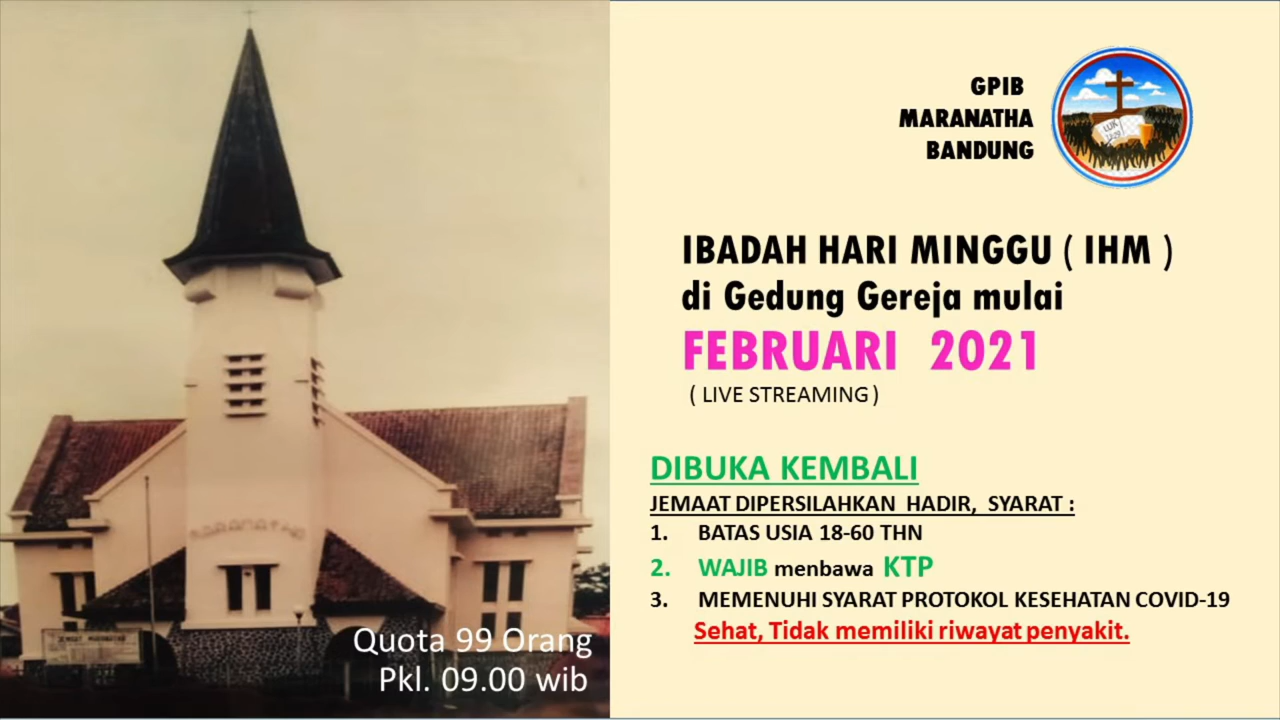 GPIB
MARANATHA
BANDUNG
LUK
IBADAH HARI MINGGU ( IHM )
di Gedung Gereja mulai
FEBRUARI 2021
( LIVE STREAMING )
DIBUKA KEMBALI
JEMAAT DIPERSILAHKAN HADIR, SYARAT :
1. BATAS USIA 18-60 THN
2. WAJIB menbawa KTP
3. MEMENUHI SYARAT PROTOKOL KESEHATAN COVID-19
Sehat, Tidak memiliki riwayat penyakit.
MARANATHA
Quota 99 Orang
Pkl. 09.00 wib